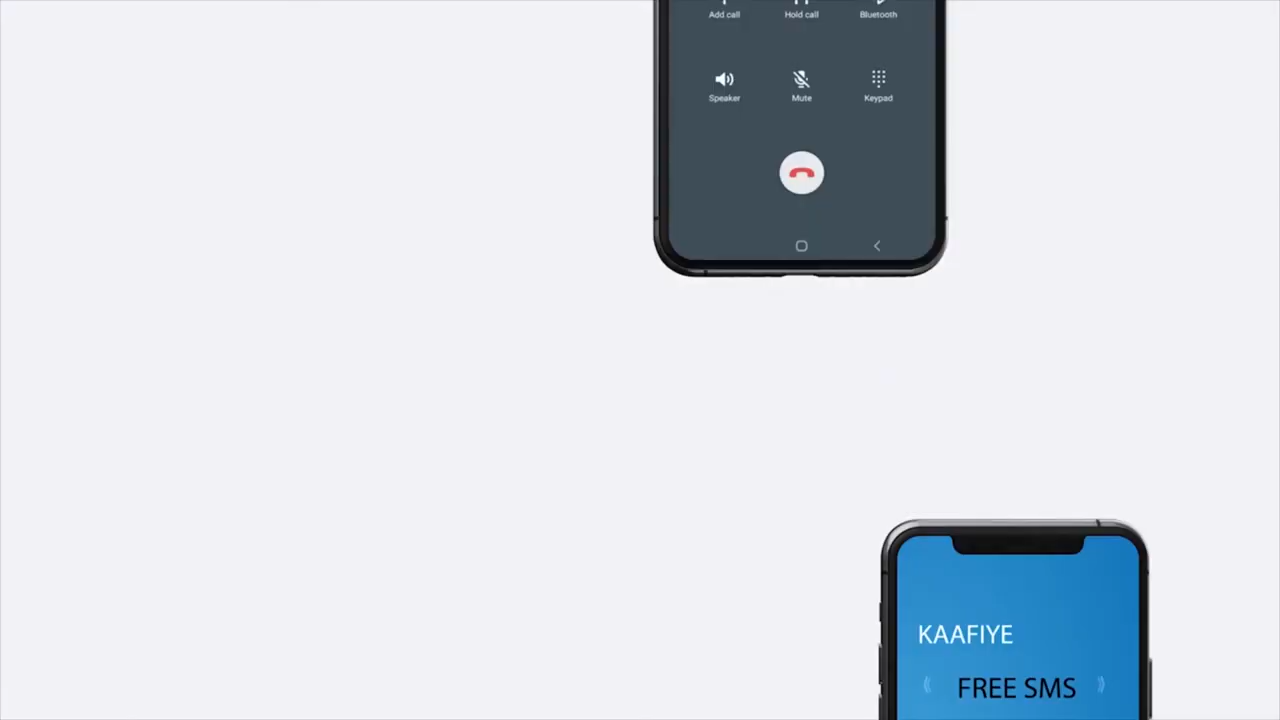 Add call Hold call Bluetooth
Speaker Mute Keypad
KAAFIYE
FREE SMS